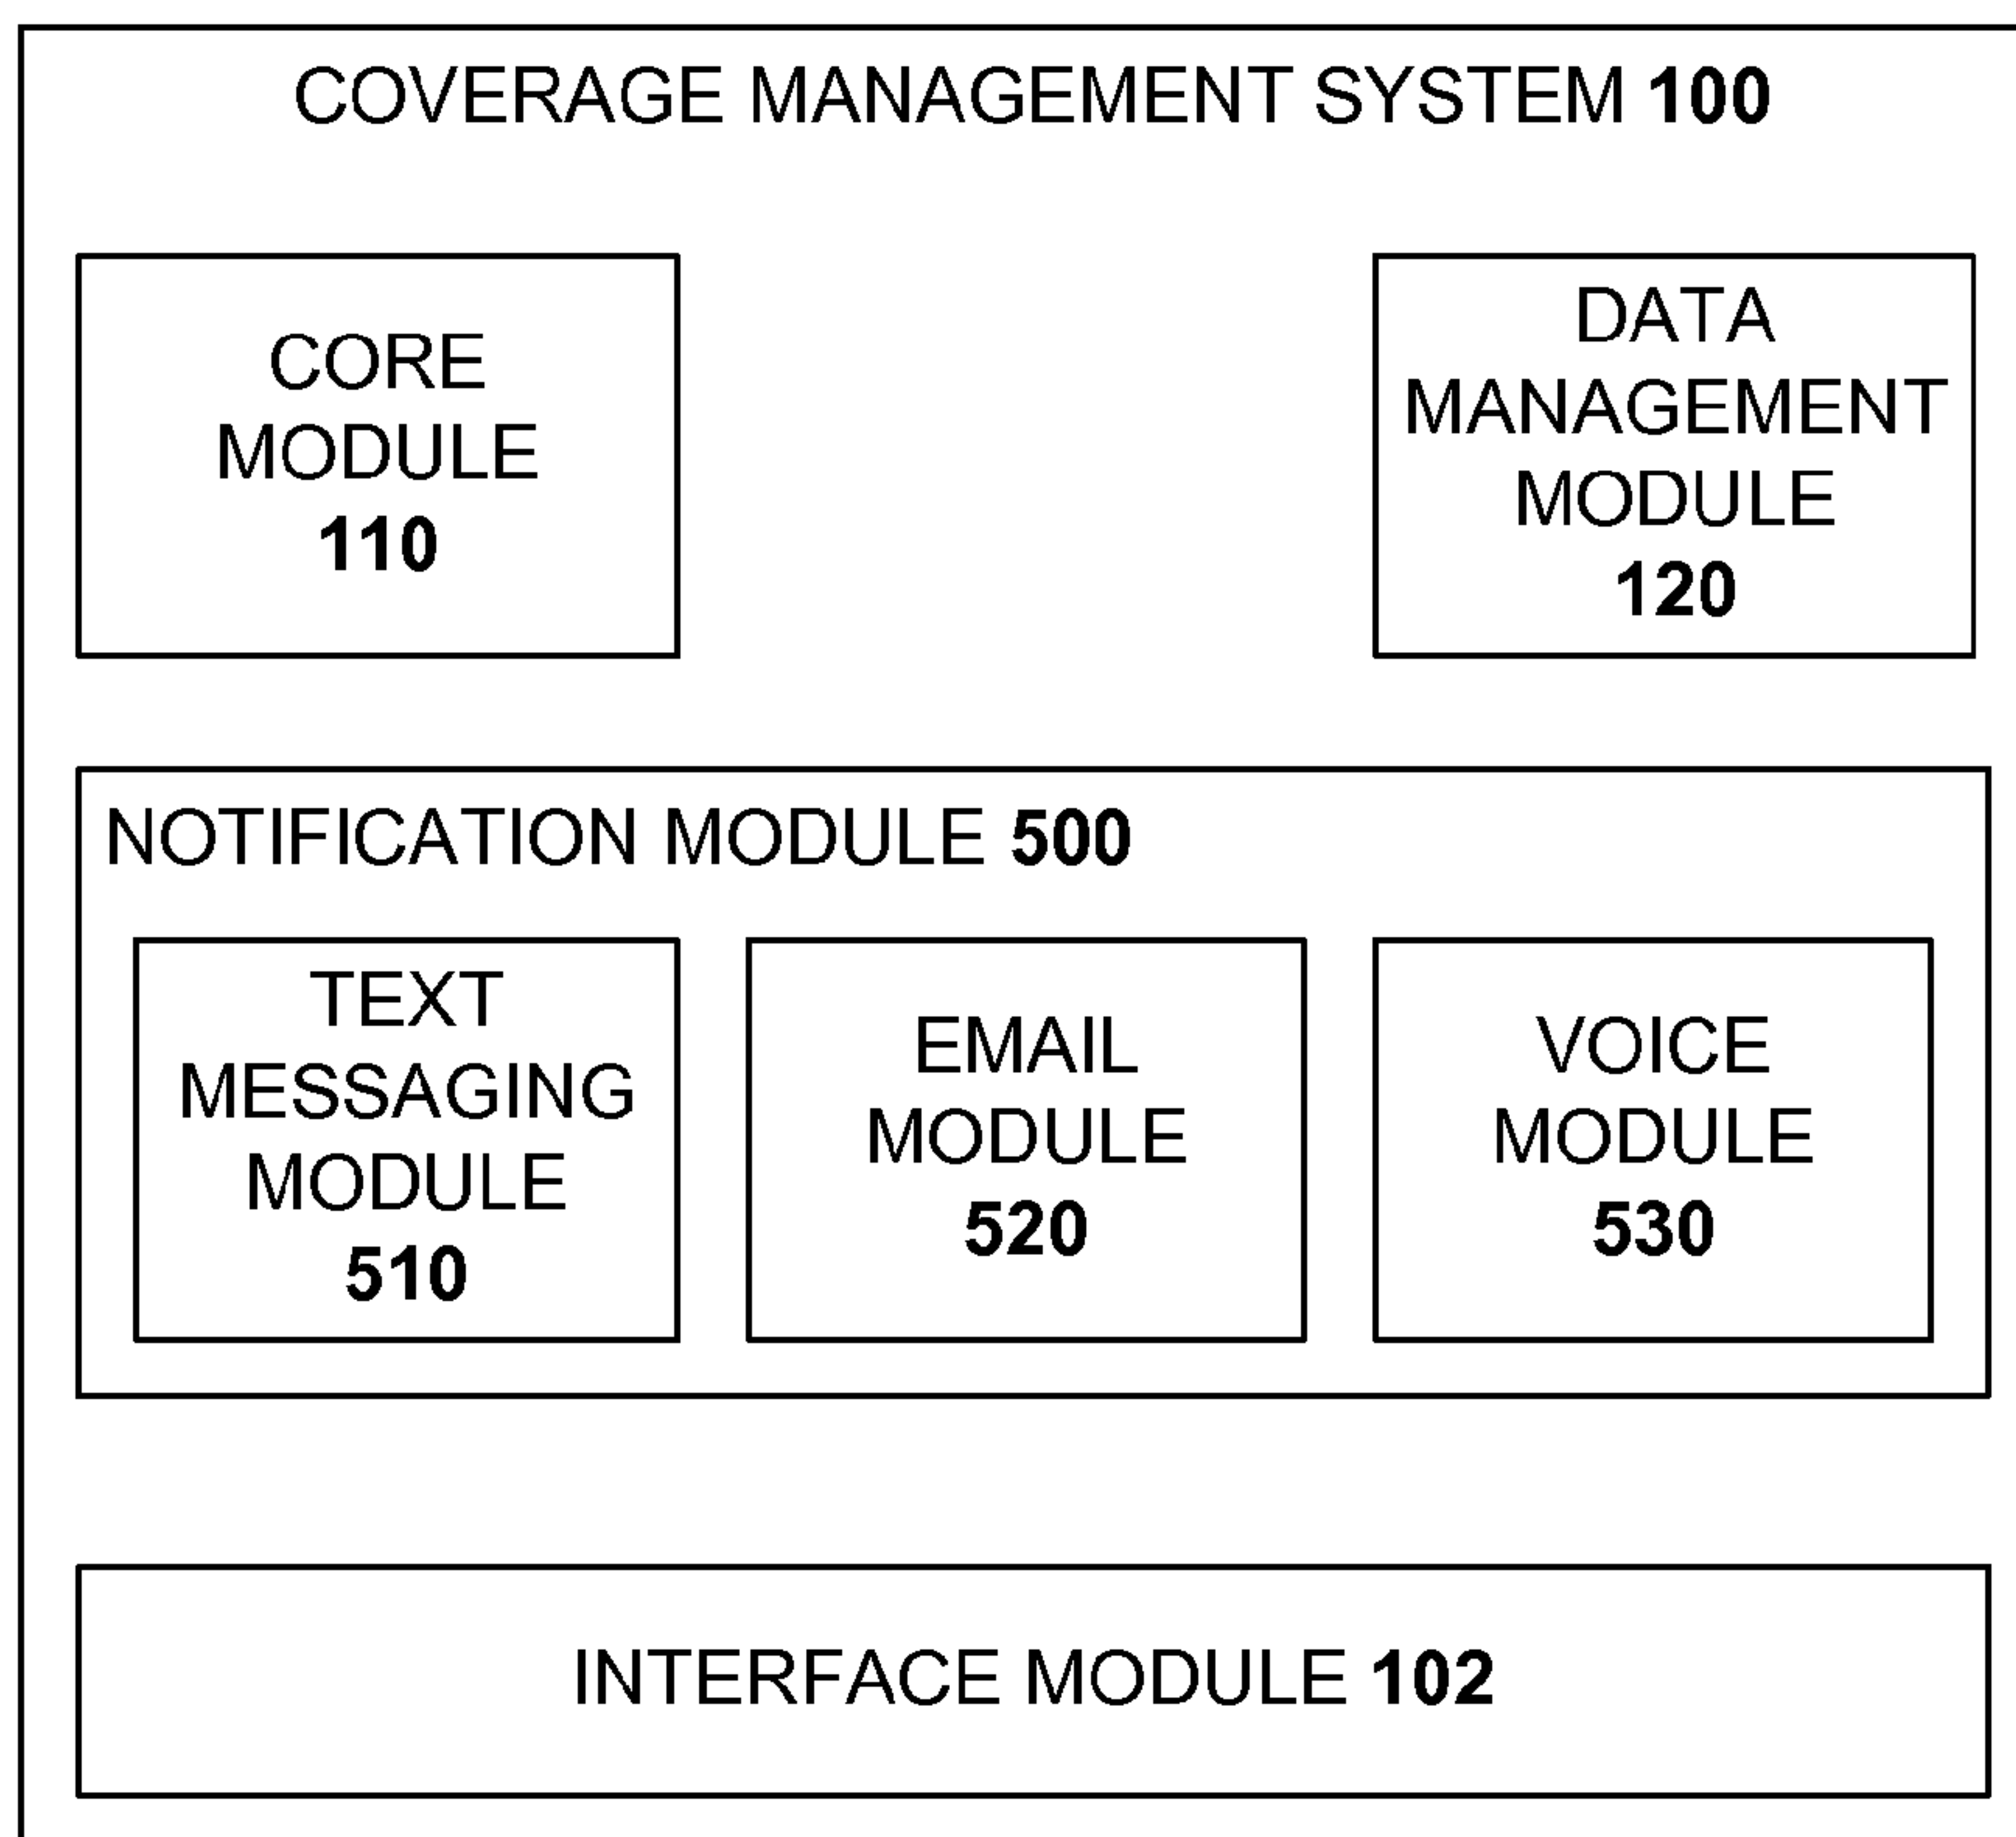 COVERAGE MANAGEMENT SYSTEM 100
CORE
MODULE
110
DATA
MANAGEMENT
MODULE
120
NOTIFICATION MODULE 500
TEXT
MESSAGING
MODULE
510
EMAIL
MODULE
520
VOICE
MODULE
530
INTERFACE MODULE 102